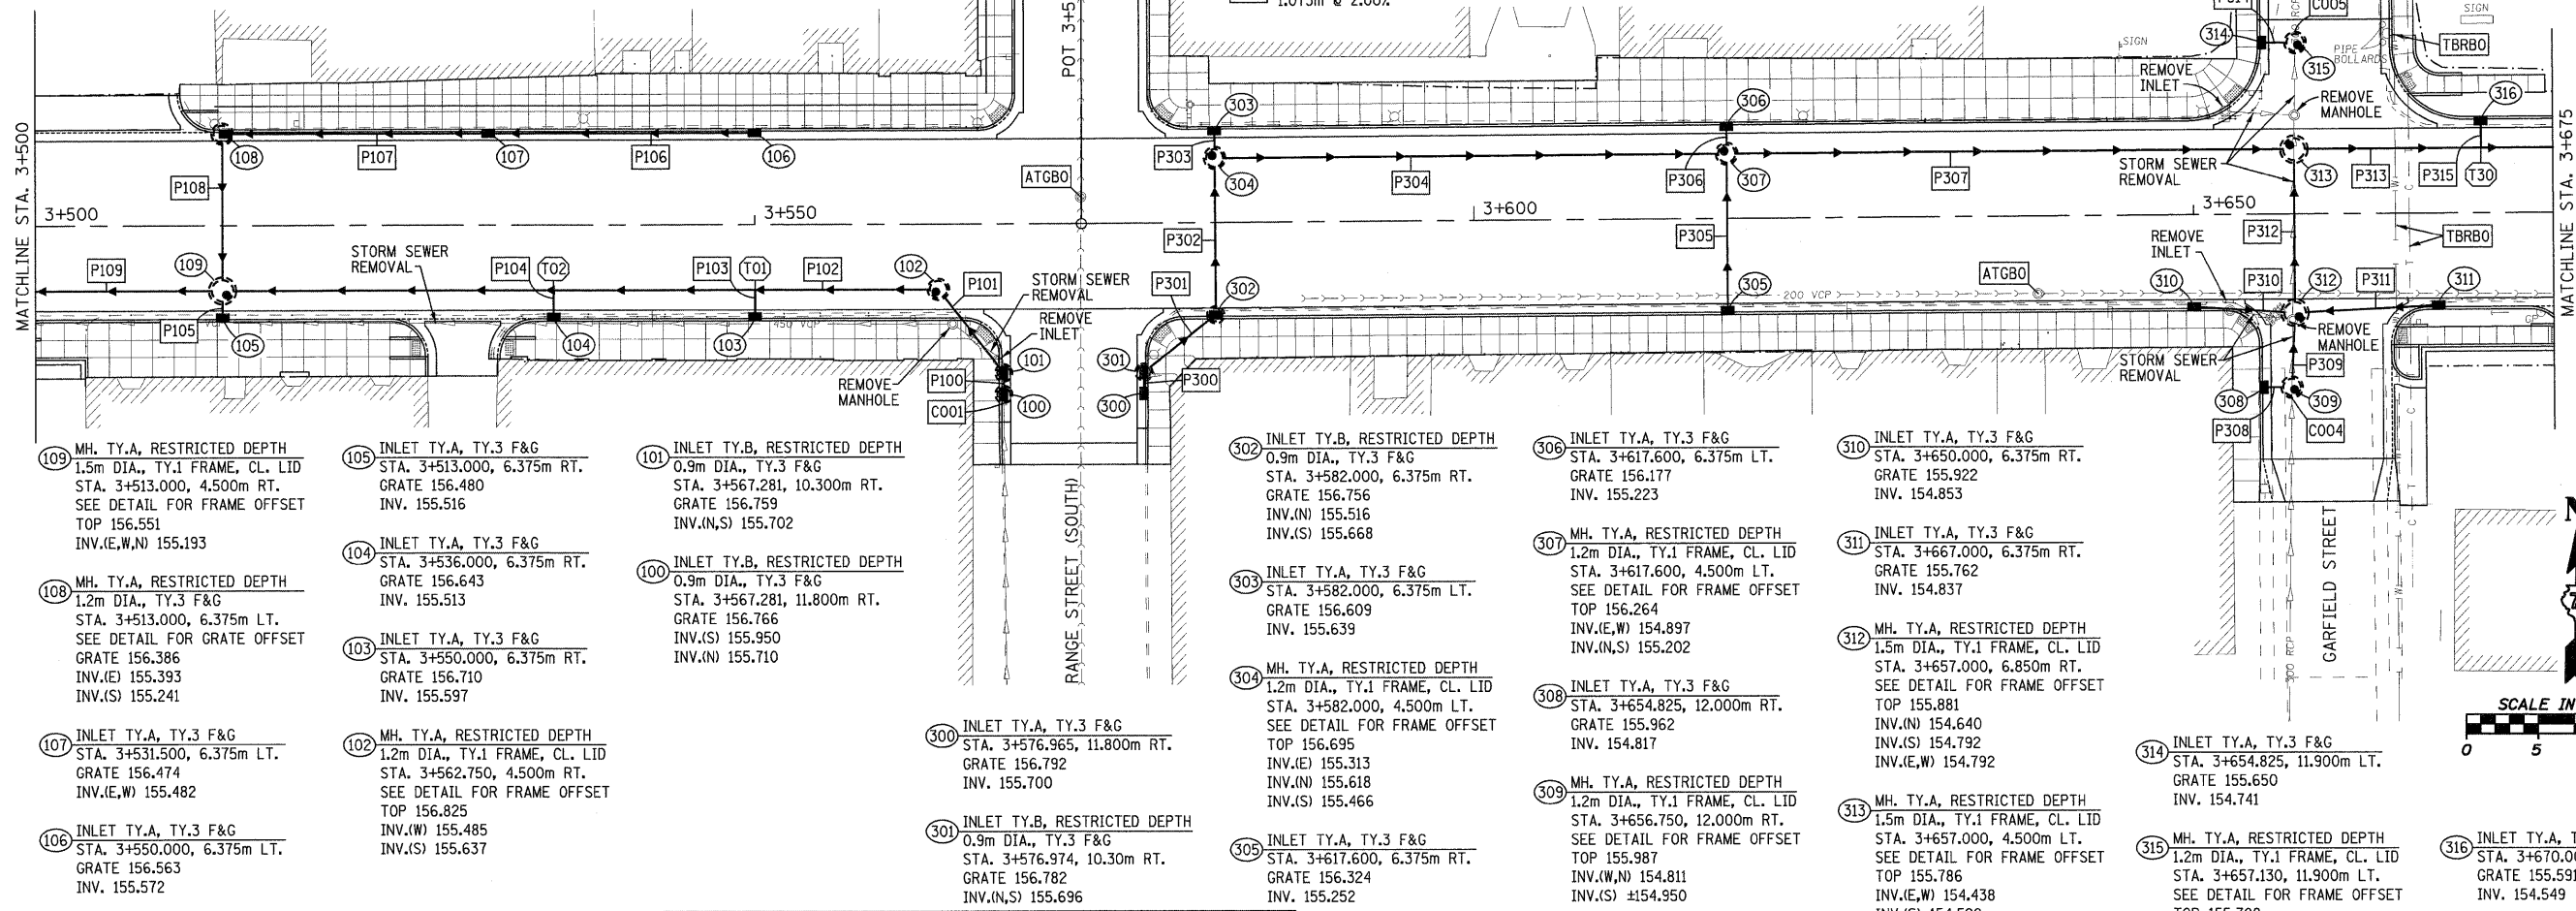 1.015m @ 2.00%
POT 3+5
C005
SIGN
314
SIGN
TBRBO
PIPE
BOLLARDS
315
REMOVE
INLET
316
REMOVE
MANHOLE
303
306
108
P107
107
P106
106
P303
304
P304
P306
307
P307
STORM SEWER
REMOVAL
313
P313
P315
T30
MATCHLINE STA. 3+500
MATCHLINE STA. 3+675
P108
ATGBO
3+500
3+550
3+600
3+650
P302
P305
P312
TBRBO
REMOVE
INLET
STORM SEWER
REMOVAL
109
P109
P104
T02
P103
T01
P102
102
P101
STORM SEWER
REMOVAL
P301
302
ATGBO
200 VCP
305
310
P310
312
P311
311
REMOVE
INLET
P105
105
104
103
450 VCP
REMOVE
MANHOLE
101
P100
100
C001
301
P300
300
REMOVE
MANHOLE
STORM SEWER
REMOVAL
P309
308
309
P308
C004
GP
RANGE STREET (SOUTH)
GARFIELD STREET
300 RCP
109 MH. TY.A, RESTRICTED DEPTH
1.5m DIA., TY.1 FRAME, CL. LID
STA. 3+513.000, 4.500m RT.
SEE DETAIL FOR FRAME OFFSET
TOP 156.551
INV.(E,W,N) 155.193
108 MH. TY.A, RESTRICTED DEPTH
1.2m DIA., TY.3 F&G
STA. 3+513.000, 6.375m LT.
SEE DETAIL FOR GRATE OFFSET
GRATE 156.386
INV.(E) 155.393
INV.(S) 155.241
107 INLET TY.A, TY.3 F&G
STA. 3+531.500, 6.375m LT.
GRATE 156.474
INV.(E,W) 155.482
106 INLET TY.A, TY.3 F&G
STA. 3+550.000, 6.375m LT.
GRATE 156.563
INV. 155.572
105 INLET TY.A, TY.3 F&G
STA. 3+513.000, 6.375m RT.
GRATE 156.480
INV. 155.516
104 INLET TY.A, TY.3 F&G
STA. 3+536.000, 6.375m RT.
GRATE 156.643
INV. 155.513
103 INLET TY.A, TY.3 F&G
STA. 3+550.000, 6.375m RT.
GRATE 156.710
INV. 155.597
102 MH. TY.A, RESTRICTED DEPTH
1.2m DIA., TY.1 FRAME, CL. LID
STA. 3+562.750, 4.500m RT.
SEE DETAIL FOR FRAME OFFSET
TOP 156.825
INV.(W) 155.485
INV.(S) 155.637
101 INLET TY.B, RESTRICTED DEPTH
0.9m DIA., TY.3 F&G
STA. 3+567.281, 10.300m RT.
GRATE 156.759
INV.(N,S) 155.702
100 INLET TY.B, RESTRICTED DEPTH
0.9m DIA., TY.3 F&G
STA. 3+567.281, 11.800m RT.
GRATE 156.766
INV.(S) 155.950
INV.(N) 155.710
300 INLET TY.A, TY.3 F&G
STA. 3+576.965, 11.800m RT.
GRATE 156.792
INV. 155.700
301 INLET TY.B, RESTRICTED DEPTH
0.9m DIA., TY.3 F&G
STA. 3+576.974, 10.30m RT.
GRATE 156.782
INV.(N,S) 155.696
302 INLET TY.B, RESTRICTED DEPTH
0.9m DIA., TY.3 F&G
STA. 3+582.000, 6.375m RT.
GRATE 156.756
INV.(N) 155.516
INV.(S) 155.668
303 INLET TY.A, TY.3 F&G
STA. 3+582.000, 6.375m LT.
GRATE 156.609
INV. 155.639
304 MH. TY.A, RESTRICTED DEPTH
1.2m DIA., TY.1 FRAME, CL. LID
STA. 3+582.000, 4.500m LT.
SEE DETAIL FOR FRAME OFFSET
TOP 156.695
INV.(E) 155.313
INV.(N) 155.618
INV.(S) 155.466
305 INLET TY.A, TY.3 F&G
STA. 3+617.600, 6.375m RT.
GRATE 156.324
INV. 155.252
306 INLET TY.A, TY.3 F&G
STA. 3+617.600, 6.375m LT.
GRATE 156.177
INV. 155.223
307 MH. TY.A, RESTRICTED DEPTH
1.2m DIA., TY.1 FRAME, CL. LID
STA. 3+617.600, 4.500m LT.
SEE DETAIL FOR FRAME OFFSET
TOP 156.264
INV.(E,W) 154.897
INV.(N,S) 155.202
308 INLET TY.A, TY.3 F&G
STA. 3+654.825, 12.000m RT.
GRATE 155.962
INV. 154.817
309 MH. TY.A, RESTRICTED DEPTH
1.2m DIA., TY.1 FRAME, CL. LID
STA. 3+656.750, 12.000m RT.
SEE DETAIL FOR FRAME OFFSET
TOP 155.987
INV.(W,N) 154.811
INV.(S) ±154.950
310 INLET TY.A, TY.3 F&G
STA. 3+650.000, 6.375m RT.
GRATE 155.922
INV. 154.853
311 INLET TY.A, TY.3 F&G
STA. 3+667.000, 6.375m RT.
GRATE 155.762
INV. 154.837
312 MH. TY.A, RESTRICTED DEPTH
1.5m DIA., TY.1 FRAME, CL. LID
STA. 3+657.000, 6.850m RT.
SEE DETAIL FOR FRAME OFFSET
TOP 155.881
INV.(N) 154.640
INV.(S) 154.792
INV.(E,W) 154.792
313 MH. TY.A, RESTRICTED DEPTH
1.5m DIA., TY.1 FRAME, CL. LID
STA. 3+657.000, 4.500m LT.
SEE DETAIL FOR FRAME OFFSET
TOP 155.786
INV.(E,W) 154.438
314 INLET TY.A, TY.3 F&G
STA. 3+654.825, 11.900m LT.
GRATE 155.650
INV. 154.741
315 MH. TY.A, RESTRICTED DEPTH
1.2m DIA., TY.1 FRAME, CL. LID
STA. 3+657.130, 11.900m LT.
SEE DETAIL FOR FRAME OFFSET
316 INLET TY.A, T
STA. 3+670.00
GRATE 155.591
INV. 154.549
SCALE IN
0 5